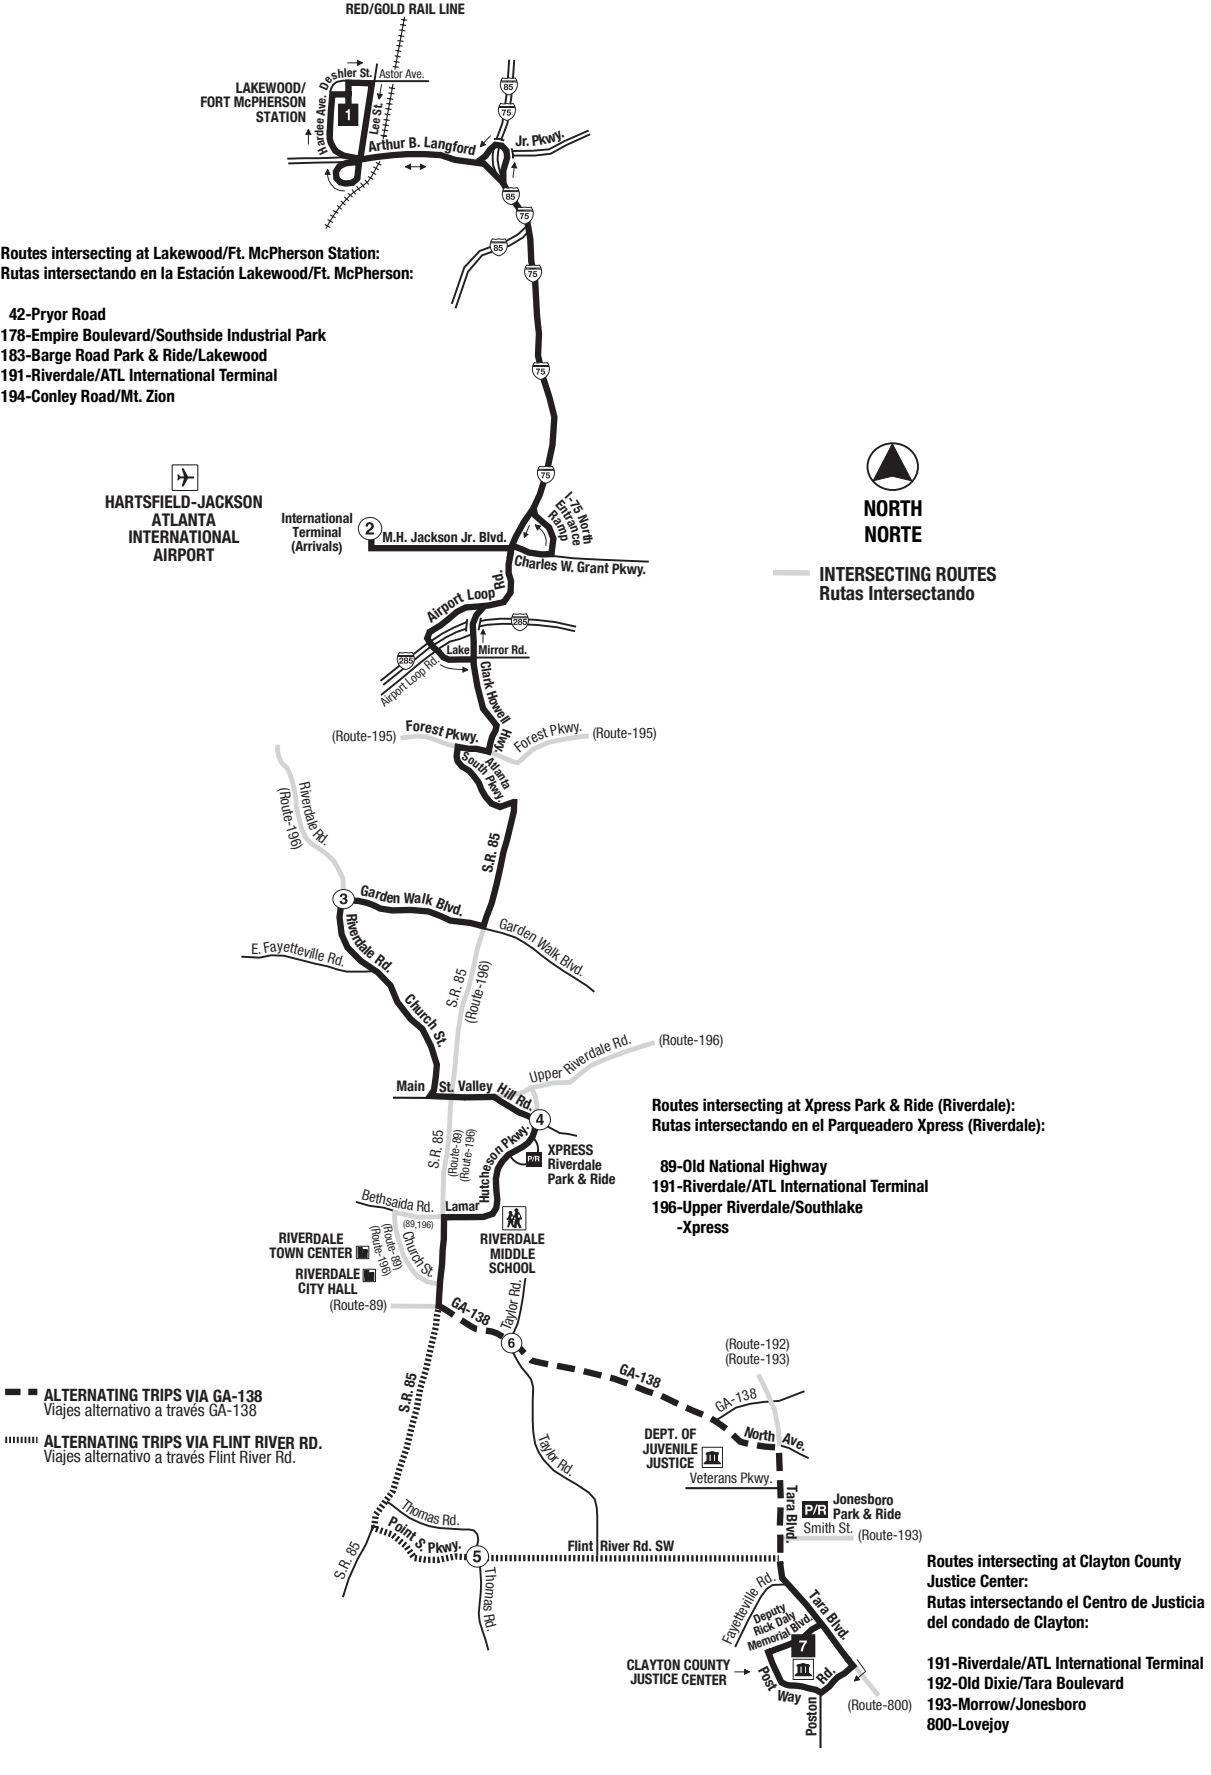 RED/GOLD RAIL LINE
Deshler St.
Astor Ave.
LAKEWOOD/
FORT McPHERSON
STATION
Hardee Ave.
1
Lee St.
85
75
Arthur B. Langford
Jr. Pkwy.
85
75
85
75
Routes intersecting at Lakewood/Ft. McPherson Station:
Rutas intersectando en la Estación Lakewood/Ft. McPherson:
42-Pryor Road
178-Empire Boulevard/Southside Industrial Park
183-Barge Road Park & Ride/Lakewood
191-Riverdale/ATL International Terminal
194-Conley Road/Mt. Zion
75
75
HARTSFIELD-JACKSON
ATLANTA
INTERNATIONAL
AIRPORT
International
Terminal
(Arrivals)
2
M.H. Jackson Jr. Blvd.
I-75 North
Entrance
Ramp
Charles W. Grant Pkwy.
NORTH
NORTE
INTERSECTING ROUTES
Rutas Intersectando
Airport Loop Rd.
285
285
Lake Mirror Rd.
Airport Loop Rd.
Clark Howell Hwy.
(Route-195)
Forest Pkwy.
Forest Pkwy.
(Route-195)
Atlanta
South Pkwy.
Riverdale Rd.
(Route-196)
S.R. 85
3
Garden Walk Blvd.
Garden Walk Blvd.
Riverdale Rd.
E. Fayetteville Rd.
S.R. 85
(Route-196)
Church St.
Upper Riverdale Rd.
(Route-196)
Main St.
Valley Hill Rd.
4
S.R. 85
(Route-89)
(Route-196)
Hutcheson Pkwy.
P/R
XPRESS
Riverdale
Park & Ride
Routes intersecting at Xpress Park & Ride (Riverdale):
Rutas intersectando en el Parqueadero Xpress (Riverdale):
89-Old National Highway
191-Riverdale/ATL International Terminal
196-Upper Riverdale/Southlake
-Xpress
Bethsaida Rd.
Lamar
(89,196)
Church St.
(Route-89)
(Route-196)
RIVERDALE
TOWN CENTER
RIVERDALE
CITY HALL
RIVERDALE
MIDDLE
SCHOOL
(Route-89)
GA-138
Taylor Rd.
6
S.R. 85
GA-138
(Route-192)
(Route-193)
GA-138
North Ave.
ALTERNATING TRIPS VIA GA-138
Viajes alternativo a través GA-138
ALTERNATING TRIPS VIA FLINT RIVER RD.
Viajes alternativo a través Flint River Rd.
Taylor Rd.
DEPT. OF
JUVENILE
JUSTICE
Veterans Pkwy.
Tara Blvd.
P/R
Jonesboro
Park & Ride
Smith St.
(Route-193)
Thomas Rd.
Point S. Pkwy.
S.R. 85
5
Flint River Rd. SW
Thomas Rd.
Fayetteville Rd.
Tara Blvd.
Deputy
Rick Daly
Memorial Blvd.
7
CLAYTON COUNTY
JUSTICE CENTER
Post Way
Poston Rd.
(Route-800)
Routes intersecting at Clayton County
Justice Center:
Rutas intersectando el Centro de Justicia
del condado de Clayton:
191-Riverdale/ATL International Terminal
192-Old Dixie/Tara Boulevard
193-Morrow/Jonesboro
800-Lovejoy